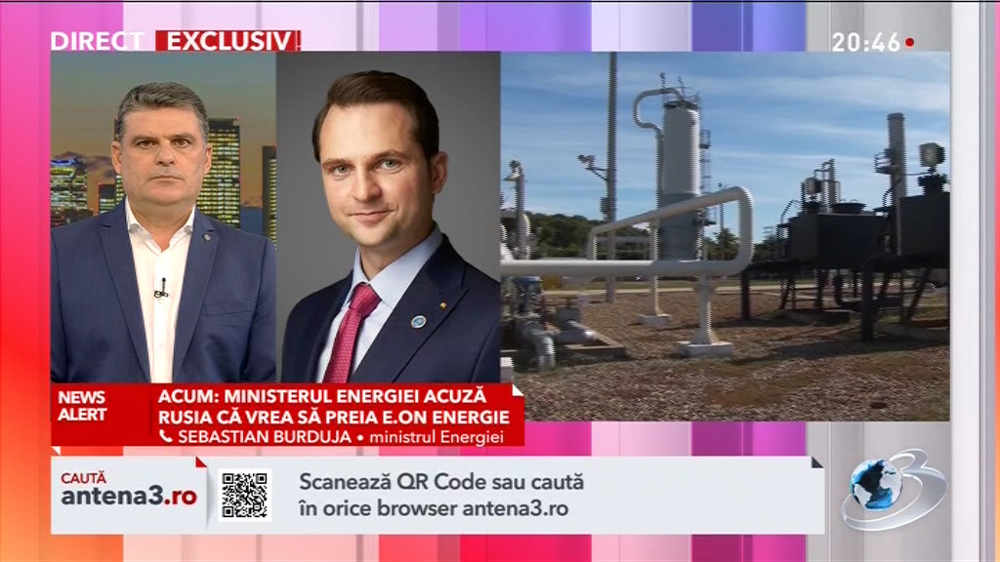 DIRECT EXCLUSIV
20:46
NEWS ALERT
ACUM: MINISTERUL ENERGIEI ACUZĂ
RUSIA CĂ VREA SĂ PREIA E.ON ENERGIE
SEBASTIAN BURDUJA • ministrul Energiei
CAUTĂ
antena3.ro
Scanează QR Code sau caută
în orice browser antena3.ro
3